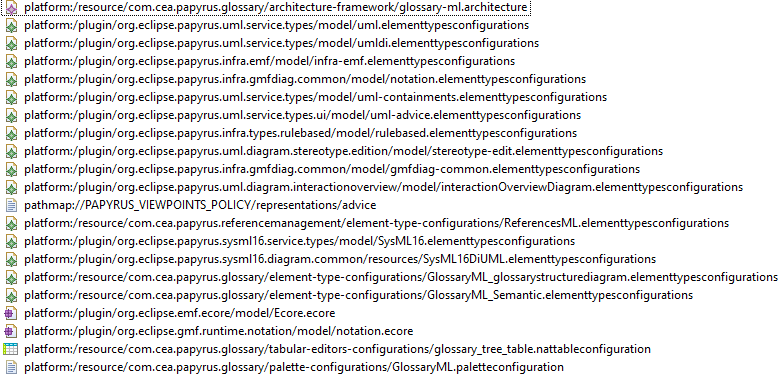 platform:/resource/com.cea.papyrus.glossary/architecture-framework/glossary-ml.architecture
platform:/plugin/org.eclipse.papyrus.uml.service.types/model/uml.elementtypesconfigurations
platform:/plugin/org.eclipse.papyrus.uml.service.types/model/umldi.elementtypesconfigurations
platform:/plugin/org.eclipse.papyrus.infra.emf/model/infra-emf.elementtypesconfigurations
platform:/plugin/org.eclipse.papyrus.infra.gmfdiag.common/model/notation.elementtypesconfigurations
platform:/plugin/org.eclipse.papyrus.uml.service.types/model/uml-containments.elementtypesconfigurations
platform:/plugin/org.eclipse.papyrus.uml.service.types.ui/model/uml-advice.elementtypesconfigurations
platform:/plugin/org.eclipse.papyrus.infra.types.rulebased/model/rulebased.elementtypesconfigurations
platform:/plugin/org.eclipse.papyrus.uml.diagram.stereotype.edition/model/stereotype-edit.elementtypesconfigurations
platform:/plugin/org.eclipse.papyrus.infra.gmfdiag.common/model/gmfdiag-common.elementtypesconfigurations
platform:/plugin/org.eclipse.papyrus.uml.diagram.interactionoverview/model/interactionOverviewDiagram.elementtypesconfigurations
pathmap://PAPYRUS_VIEWPOINTS_POLICY/representations/advice
platform:/resource/com.cea.papyrus.referencemanagement/element-type-configurations/ReferencesML.elementtypesconfigurations
platform:/plugin/org.eclipse.papyrus.sysml16.service.types/model/SysML16.elementtypesconfigurations
platform:/plugin/org.eclipse.papyrus.sysml16.diagram.common/resources/SysML16DiUML.elementtypesconfigurations
platform:/resource/com.cea.papyrus.glossary/element-type-configurations/GlossaryML_glossarystructurediagram.elementtypesconfigurations
platform:/resource/com.cea.papyrus.glossary/element-type-configurations/GlossaryML_Semantic.elementtypesconfigurations
platform:/plugin/org.eclipse.emf.ecore/model/Ecore.ecore
platform:/plugin/org.eclipse.gmf.runtime.notation/model/notation.ecore
platform:/resource/com.cea.papyrus.glossary/tabular-editors-configurations/glossary_tree_table.nattableconfiguration
platform:/resource/com.cea.papyrus.glossary/palette-configurations/GlossaryML.paletteconfiguration